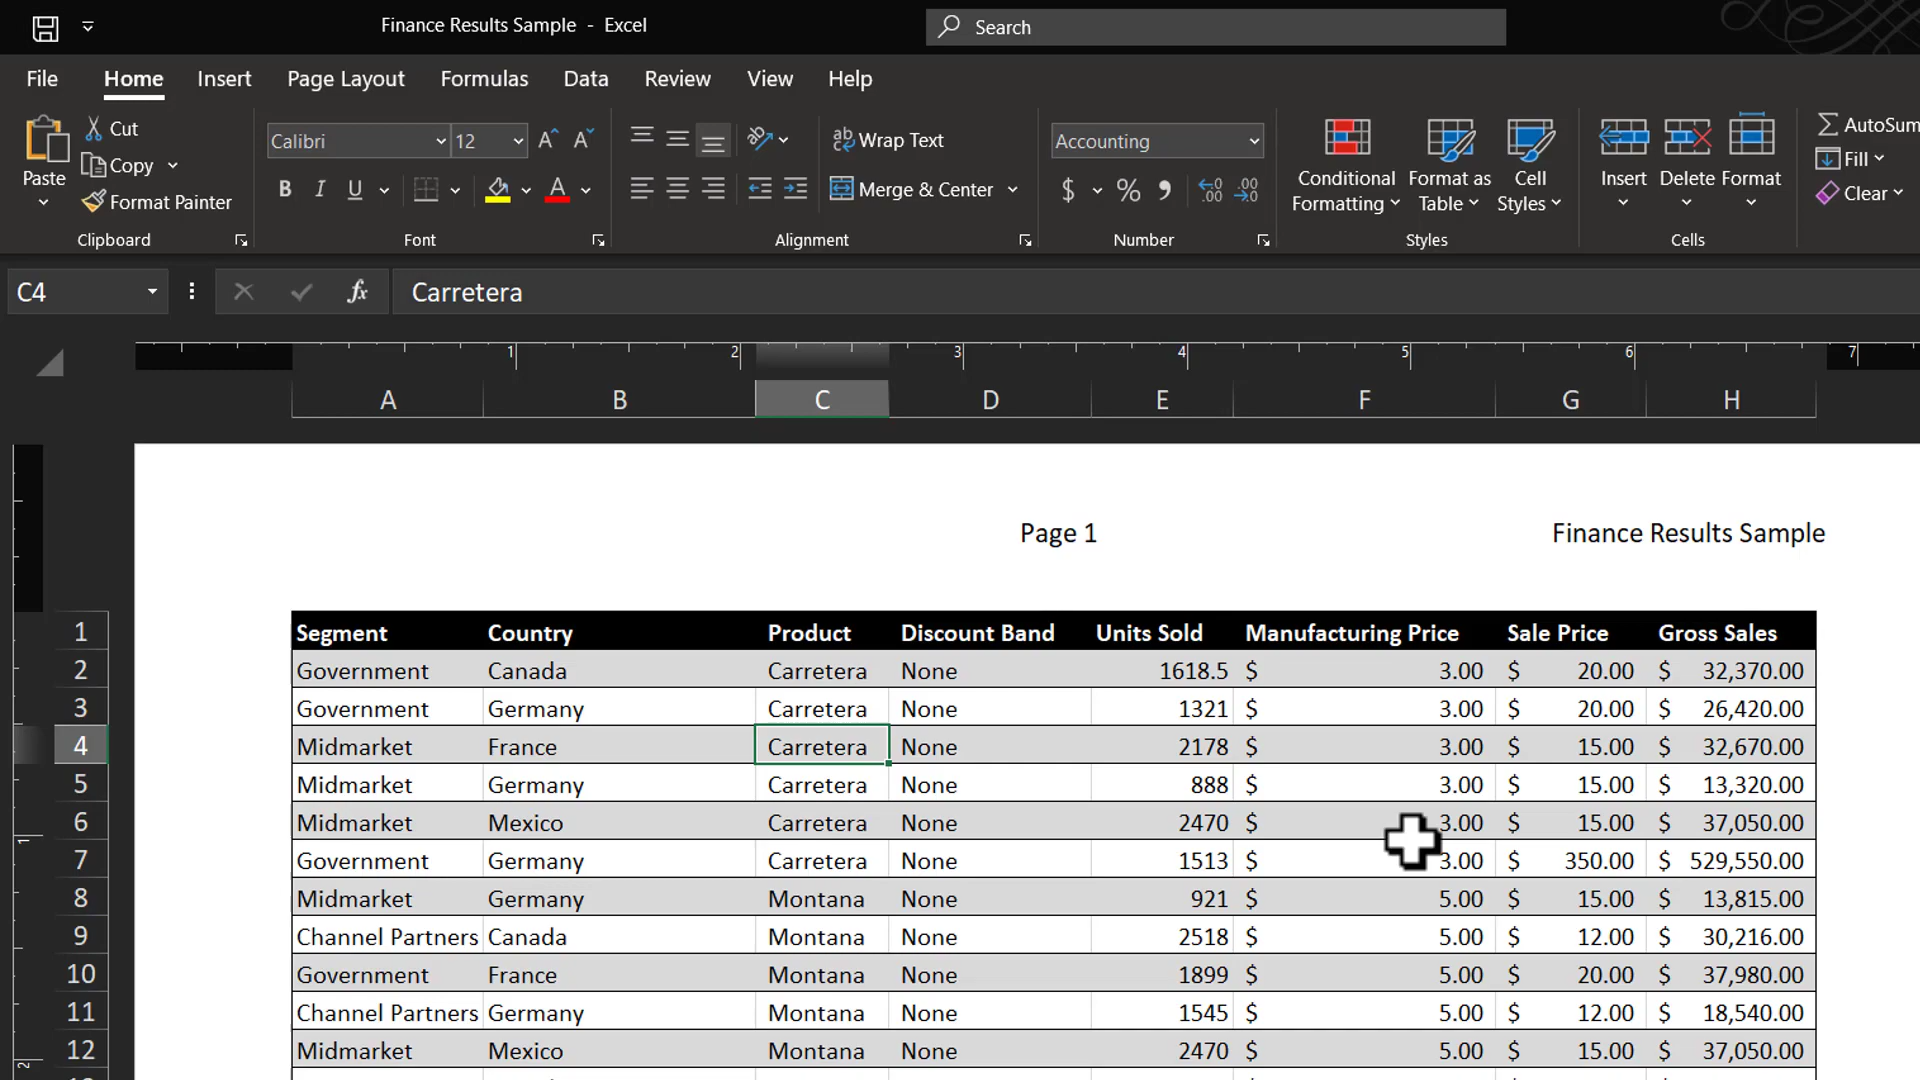 Finance Results Sample - Excel
Search
File Home Insert Page Layout Formulas Data Review View Help
Paste
Cut
Copy
Format Painter
Clipboard
Calibri 12
B I U A
Font
Wrap Text
Merge & Center
Alignment
Accounting
$ % 9 .00 .00
Number
Conditional Formatting
Format as Table
Cell Styles
Styles
Insert Delete Format
Cells
AutoSum
Fill
Clear
C4 fx Carretera
1 2 3 4 5 6 7
A B C D E F G H
Page 1 Finance Results Sample
1 Segment Country Product Discount Band Units Sold Manufacturing Price Sale Price Gross Sales
2 Government Canada Carretera None 1618.5 $ 3.00 $ 20.00 $ 32,370.00
3 Government Germany Carretera None 1321 $ 3.00 $ 20.00 $ 26,420.00
4 Midmarket France Carretera None 2178 $ 3.00 $ 15.00 $ 32,670.00
5 Midmarket Germany Carretera None 888 $ 3.00 $ 15.00 $ 13,320.00
6 Midmarket Mexico Carretera None 2470 $ 3.00 $ 15.00 $ 37,050.00
7 Government Germany Carretera None 1513 $ 3.00 $ 350.00 $ 529,550.00
8 Midmarket Germany Montana None 921 $ 5.00 $ 15.00 $ 13,815.00
9 Channel Partners Canada Montana None 2518 $ 5.00 $ 12.00 $ 30,216.00
10 Government France Montana None 1899 $ 5.00 $ 20.00 $ 37,980.00
11 Channel Partners Germany Montana None 1545 $ 5.00 $ 12.00 $ 18,540.00
12 Midmarket Mexico Montana None 2470 $ 5.00 $ 15.00 $ 37,050.00